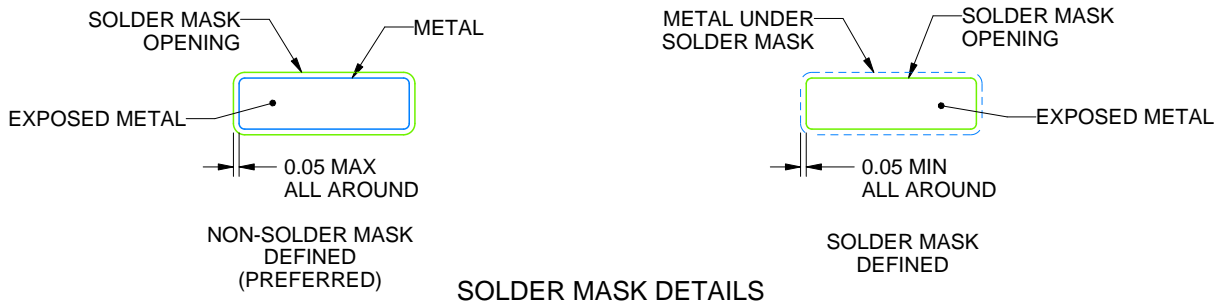 SOLDER MASK
OPENING
METAL
EXPOSED METAL
0.05 MAX
ALL AROUND
NON-SOLDER MASK
DEFINED
(PREFERRED)
METAL UNDER
SOLDER MASK
SOLDER MASK
OPENING
EXPOSED METAL
0.05 MIN
ALL AROUND
SOLDER MASK
DEFINED
SOLDER MASK DETAILS